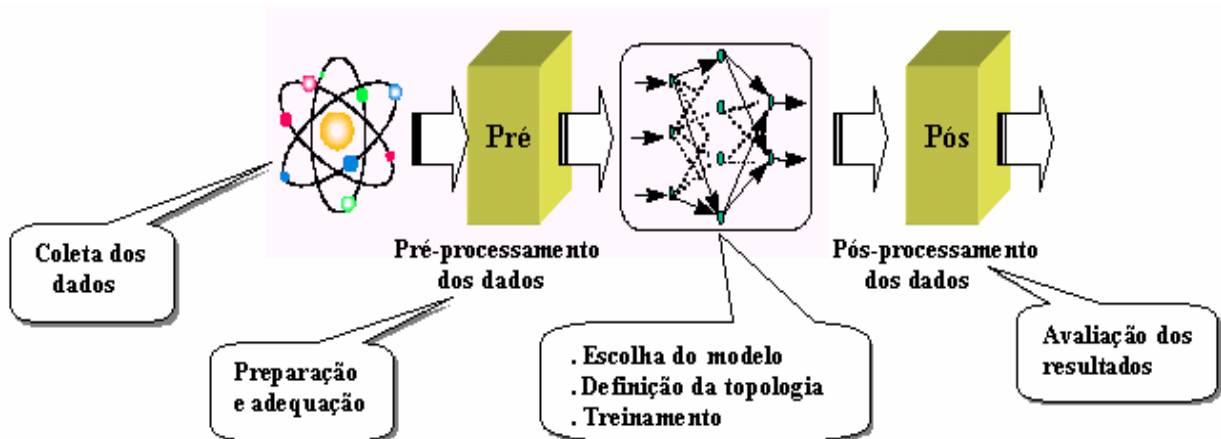 Pré
Pós
Coleta dos
dados
Pré-processamento
dos dados
Pós-processamento
dos dados
Preparação
e adequação
. Escolha do modelo
. Definição da topologia
. Treinamento
Avaliação dos
resultados